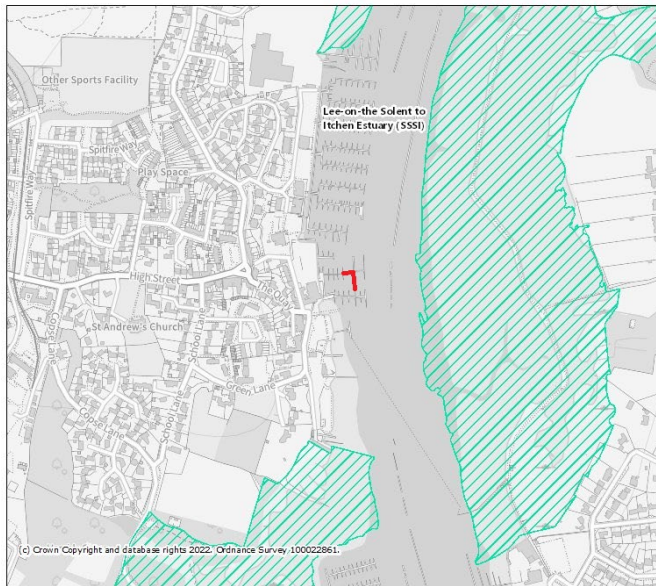 Other Sports Facility
Lee-on-the Solent to
Itchen Estuary (SSSI)
Spitfire Way
Spitfire Way
Play Space
High Street
The Quay
St Andrew's Church
School Lane
Copse Lane
Green Lane
Copse Lane
School Lane
(c) Crown Copyright and database rights 2022. Ordnance Survey 100022861.